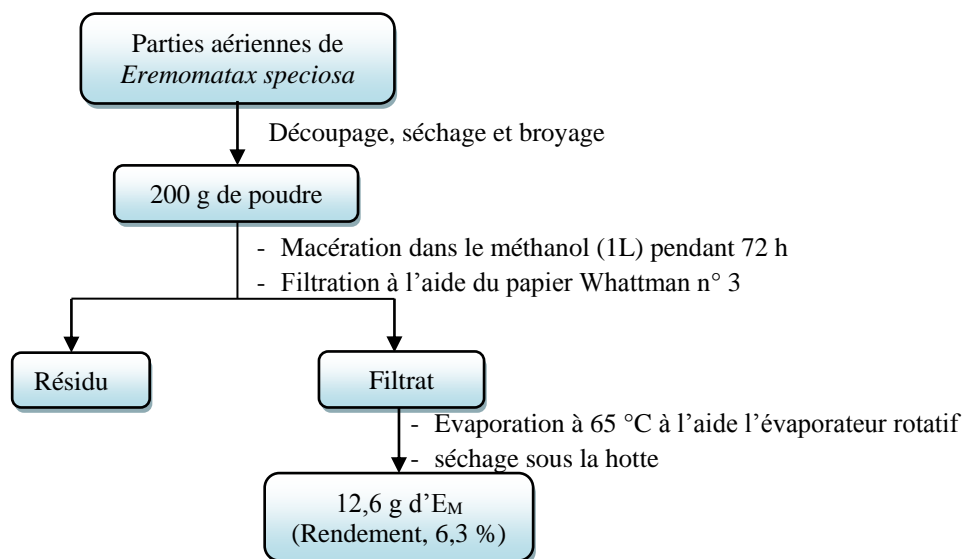 Parties aériennes de
Eremomatax speciosa
Découpage, séchage et broyage
200 g de poudre
- Macération dans le méthanol (1L) pendant 72 h
- Filtration à l’aide du papier Whattman n° 3
Résidu
Filtrat
- Evaporation à 65 °C à l’aide l’évaporateur rotatif
- séchage sous la hotte
12,6 g d’EM
(Rendement, 6,3 %)